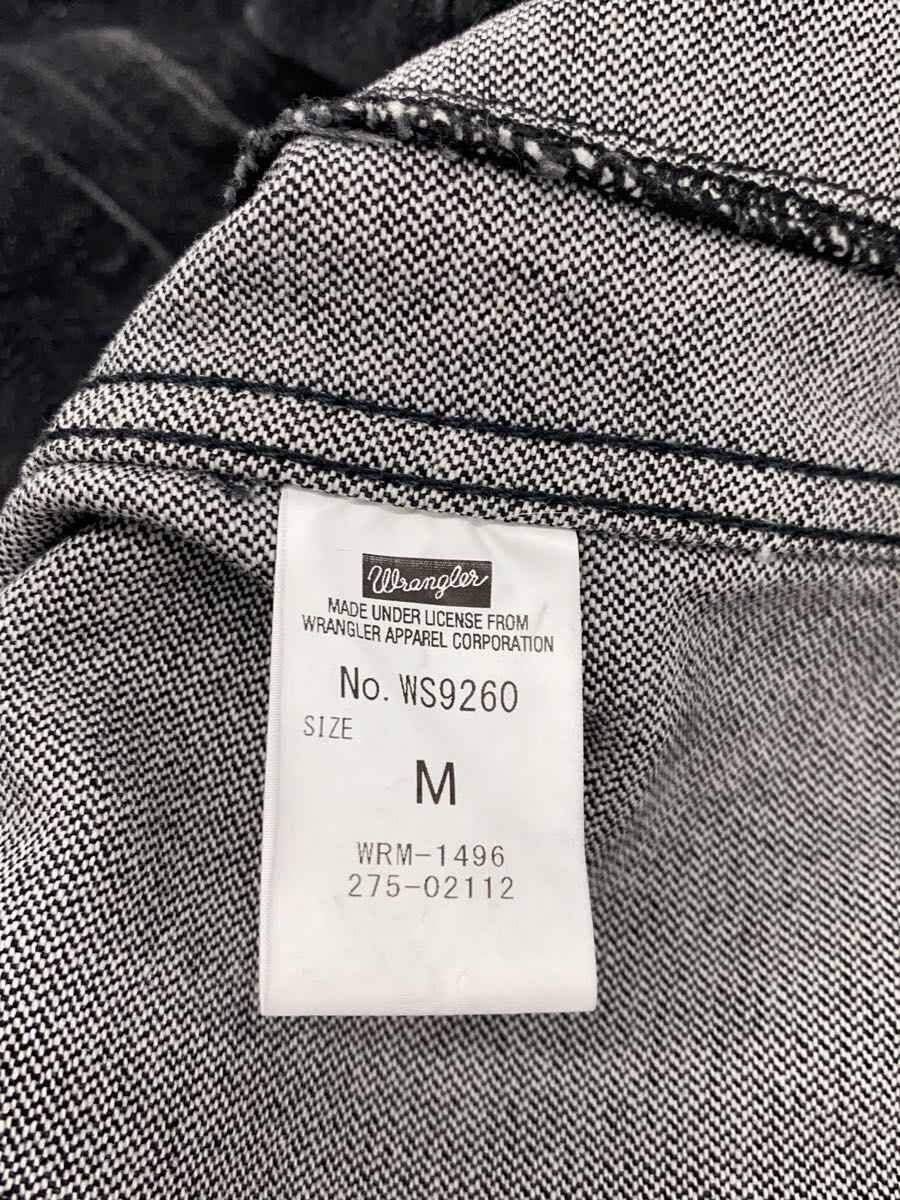 Wrangler
MADE UNDER LICENSE FROM
WRANGLER APPAREL CORPORATION
No. WS9260
SIZE
M
WRM-1496
275-02112